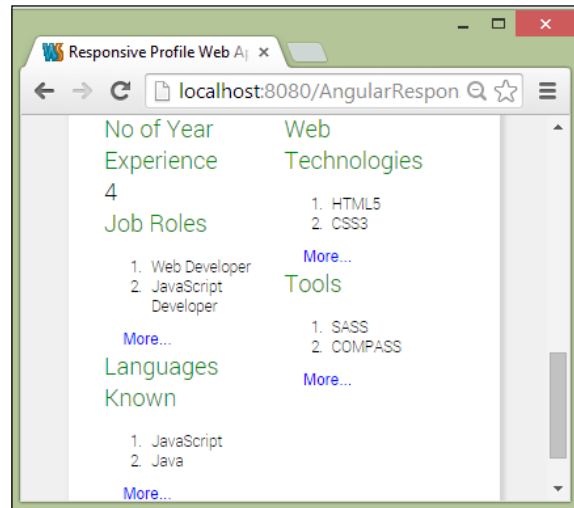 Responsive Profile Web A
localhost:8080/AngularRespon
No of Year
Experience
4
Job Roles
1. Web Developer
2. JavaScript
Developer
More...
Languages
Known
1. JavaScript
2. Java
More...
Web
Technologies
1. HTML5
2. CSS3
More...
Tools
1. SASS
2. COMPASS
More...